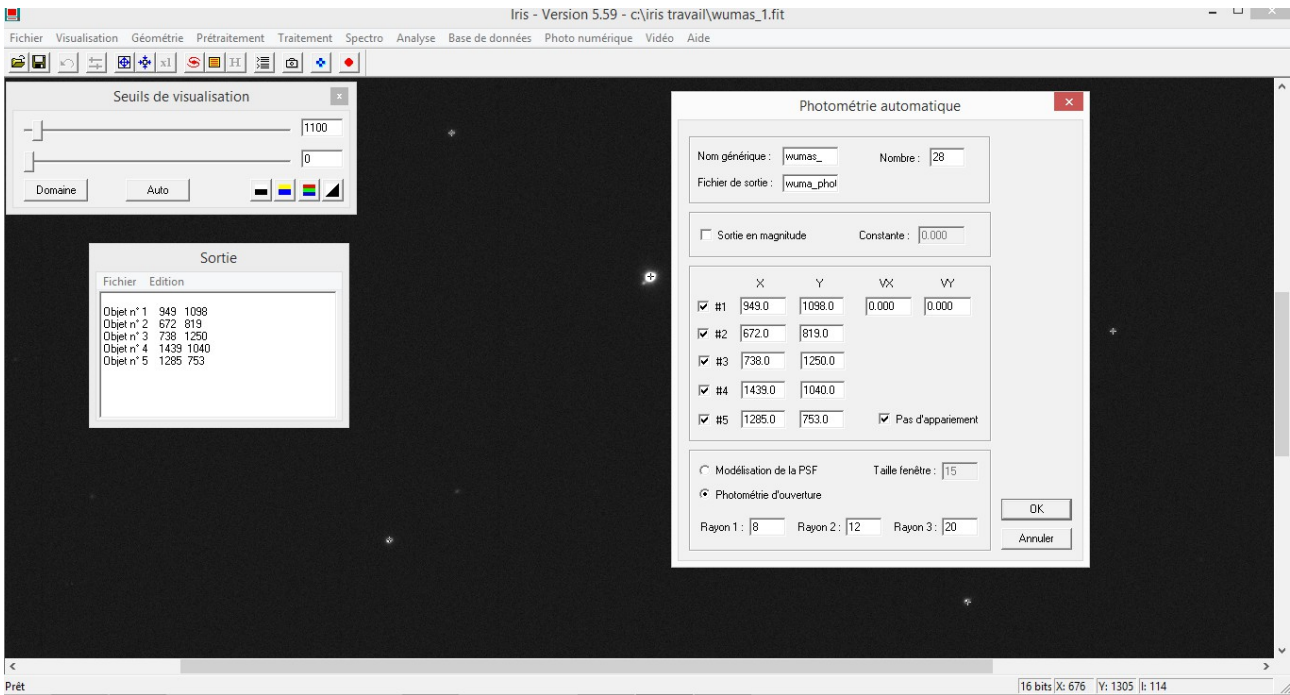 Iris - Version 5.59 - c:\iris travail\wumas_1.fit
Fichier Visualisation Géométrie Prétraitement Traitement Spectro Analyse Base de données Photo numérique Vidéo Aide
x1 S H
Seuils de visualisation
1100
0
Domaine Auto
Sortie
Fichier Edition
Objet n° 1 949 1098
Objet n° 2 672 819
Objet n° 3 738 1250
Objet n° 4 1439 1040
Objet n° 5 1285 753
Photométrie automatique
Nom générique : wumas_ Nombre : 28
Fichier de sortie : wuma_phot
Sortie en magnitude Constante : 0.000
X Y VX VY
#1 949.0 1098.0 0.000 0.000
#2 672.0 819.0
#3 738.0 1250.0
#4 1439.0 1040.0
#5 1285.0 753.0 Pas d'appariement
Modélisation de la PSF Taille fenêtre : 15
Photométrie d'ouverture
Rayon 1 : 8 Rayon 2 : 12 Rayon 3 : 20
OK
Annuler
Prêt
16 bits X: 676 Y: 1305 I: 114